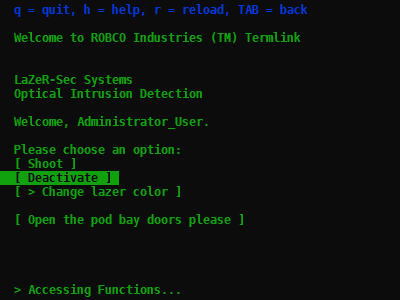 q = quit, h = help, r = reload, TAB = back
Welcome to ROBCO Industries (TM) Termlink
LaZeR-Sec Systems
Optical Intrusion Detection
Welcome, Administrator_User.
Please choose an option:
[ Shoot ]
[ Deactivate ]
[ > Change lazer color ]
[ Open the pod bay doors please ]
> Accessing Functions...